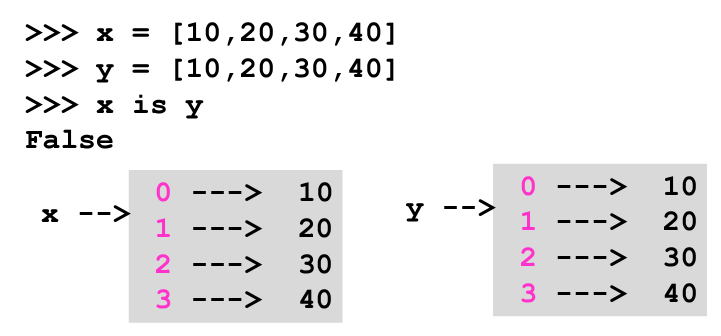 >>> x = [10,20,30,40]
>>> y = [10,20,30,40]
>>> x is y
False
x --> 0 ---> 10
1 ---> 20
2 ---> 30
3 ---> 40
y --> 0 ---> 10
1 ---> 20
2 ---> 30
3 ---> 40